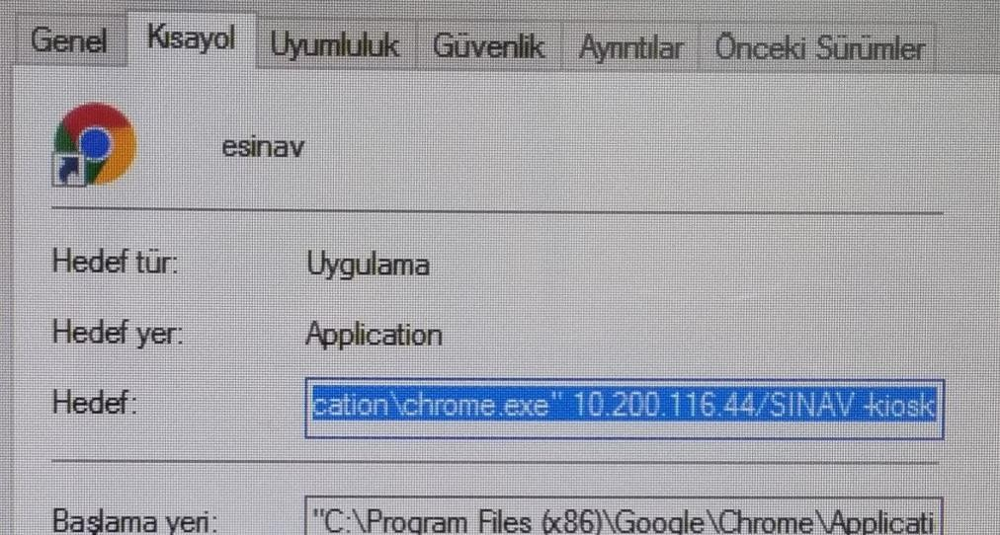 Genel Kısayol Uyumluluk Güvenlik Ayrıntılar Önceki Sürümler
esinav
Hedef tür: Uygulama
Hedef yer: Application
Hedef: cation\chrome.exe" 10.200.116.44/SINAV -kiosk
Başlama yeri: "C:\Program Files (x86)\Google\Chrome\Applicati